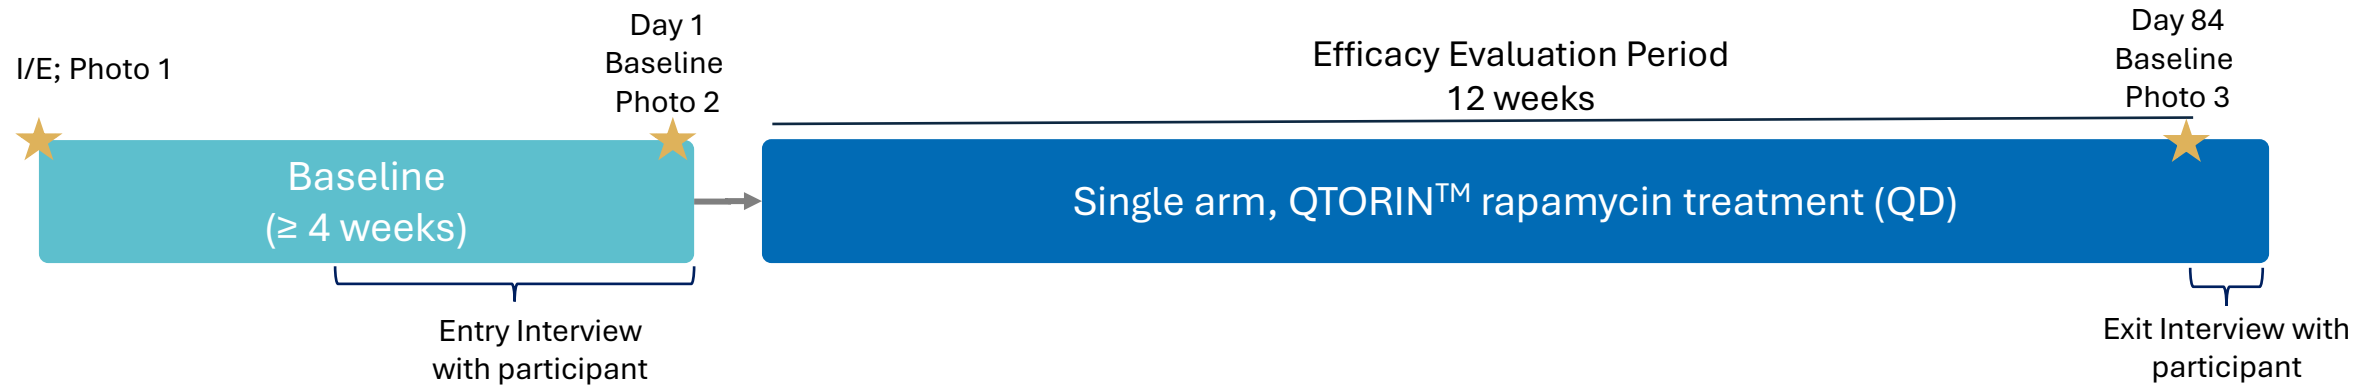 I/E; Photo 1
Day 1
Baseline
Photo 2
Efficacy Evaluation Period
12 weeks
Day 84
Baseline
Photo 3
Baseline
(≥ 4 weeks)
Single arm, QTORIN™ rapamycin treatment (QD)
Entry Interview
with participant
Exit Interview with
participant